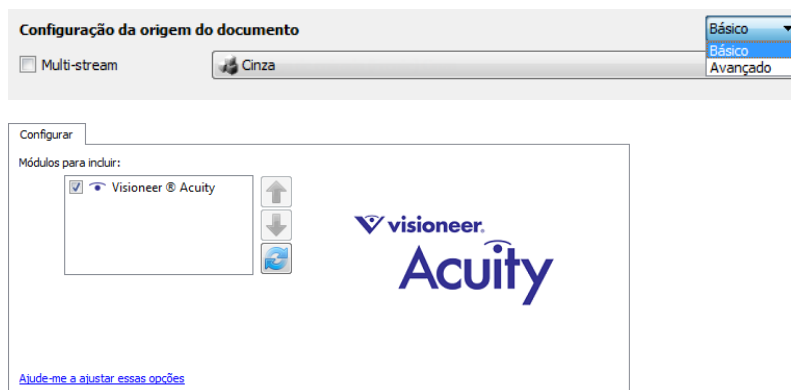 Configuração da origem do documento
Básico
Básico
Avançado
Multi-stream
Cinza
Configurar
Módulos para incluir:
Visioneer ® Acuity
visioneer.
Acuity
Ajude-me a ajustar essas opções